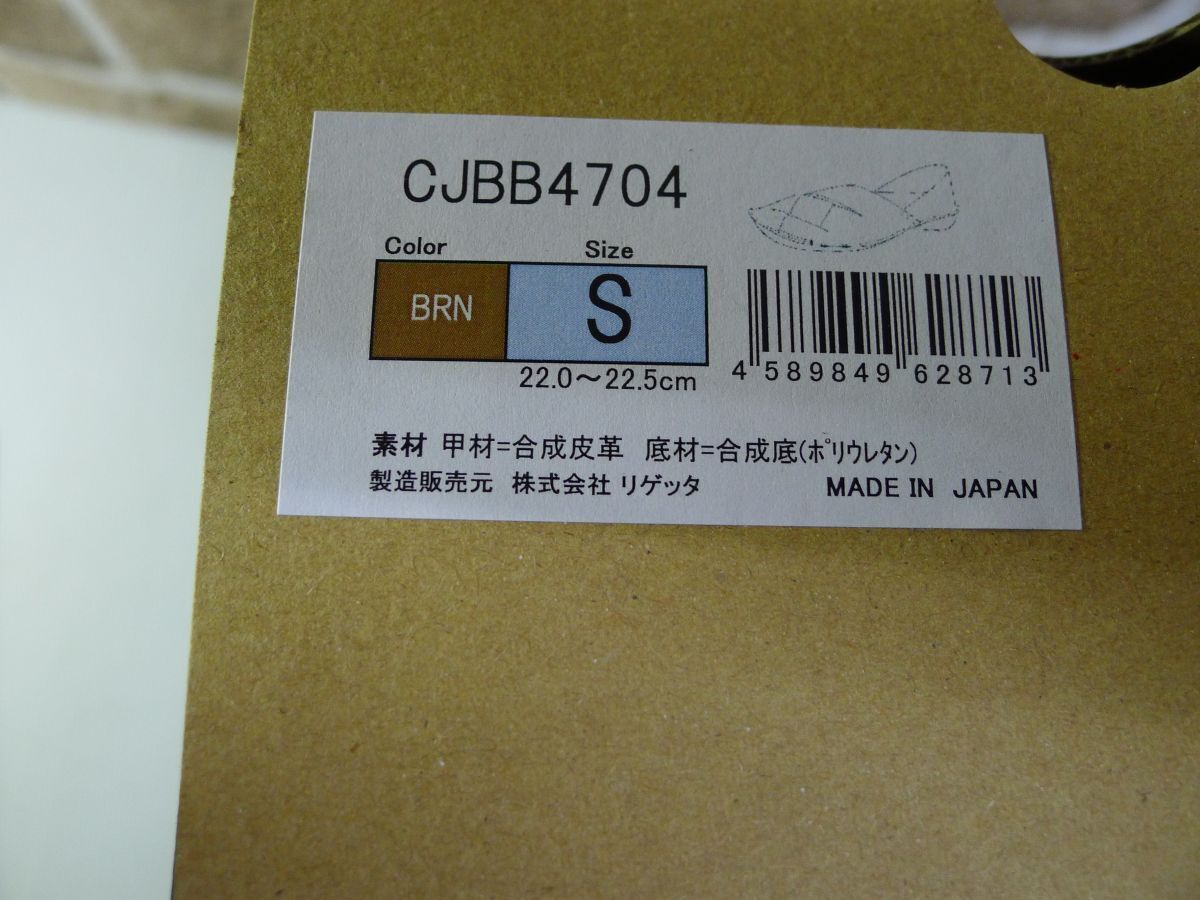 CJBB4704
Color Size
BRN S
22.0～22.5cm
4 589849 628713
素材 甲材=合成皮革 底材=合成底(ﾎﾟﾘｳﾚﾀﾝ)
製造販売元 株式会社 リゲッタ MADE IN JAPAN